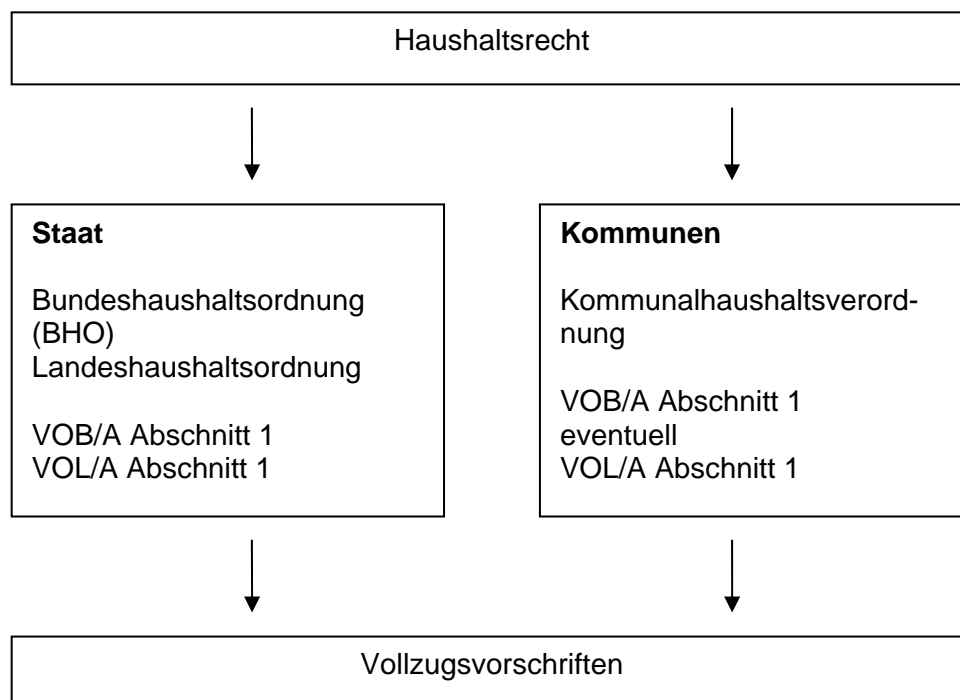 Haushaltsrecht
Staat
Bundeshaushaltsordnung
(BHO)
Landeshaushaltsordnung
VOB/A Abschnitt 1
VOL/A Abschnitt 1
Kommunen
Kommunalhaushaltsverord-
nung
VOB/A Abschnitt 1
eventuell
VOL/A Abschnitt 1
Vollzugsvorschriften